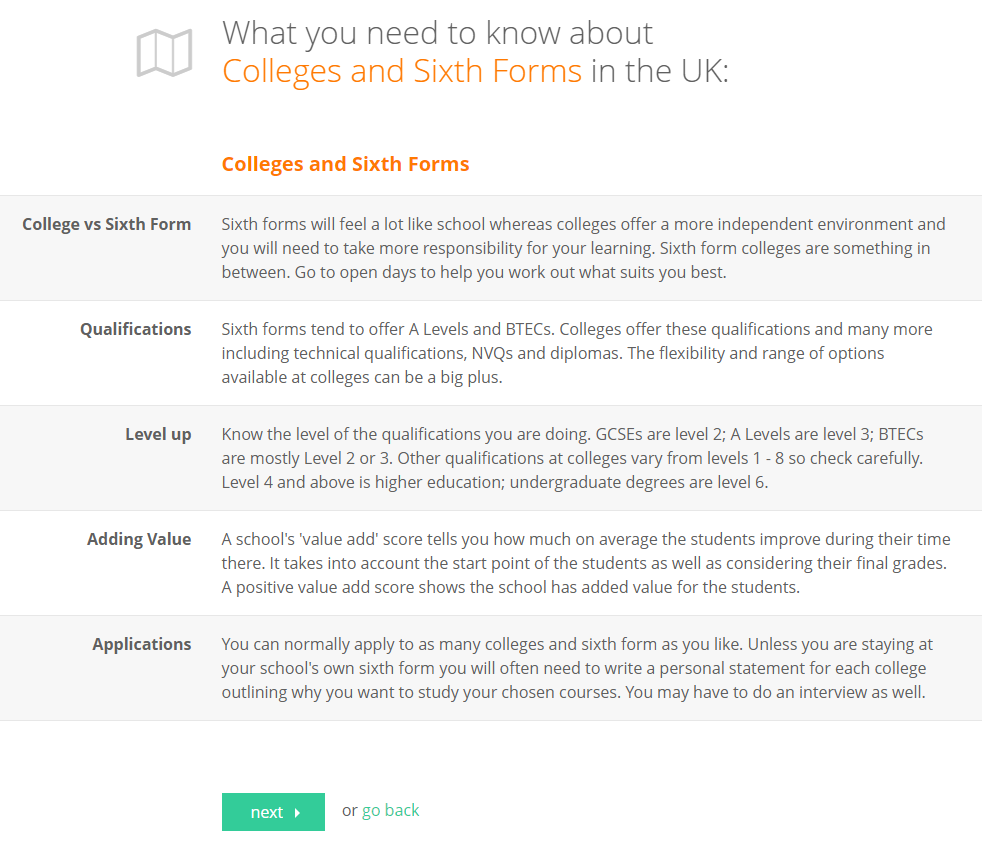 What you need to know about
Colleges and Sixth Forms in the UK:
Colleges and Sixth Forms
College vs Sixth Form
Sixth forms will feel a lot like school whereas colleges offer a more independent environment and
you will need to take more responsibility for your learning. Sixth form colleges are something in
between. Go to open days to help you work out what suits you best.
Qualifications
Sixth forms tend to offer A Levels and BTECs. Colleges offer these qualifications and many more
including technical qualifications, NVQs and diplomas. The flexibility and range of options
available at colleges can be a big plus.
Level up
Know the level of the qualifications you are doing. GCSEs are level 2; A Levels are level 3; BTECs
are mostly Level 2 or 3. Other qualifications at colleges vary from levels 1 - 8 so check carefully.
Level 4 and above is higher education; undergraduate degrees are level 6.
Adding Value
A school's 'value add' score tells you how much on average the students improve during their time
there. It takes into account the start point of the students as well as considering their final grades.
A positive value add score shows the school has added value for the students.
Applications
You can normally apply to as many colleges and sixth form as you like. Unless you are staying at
your school's own sixth form you will often need to write a personal statement for each college
outlining why you want to study your chosen courses. You may have to do an interview as well.
next or go back